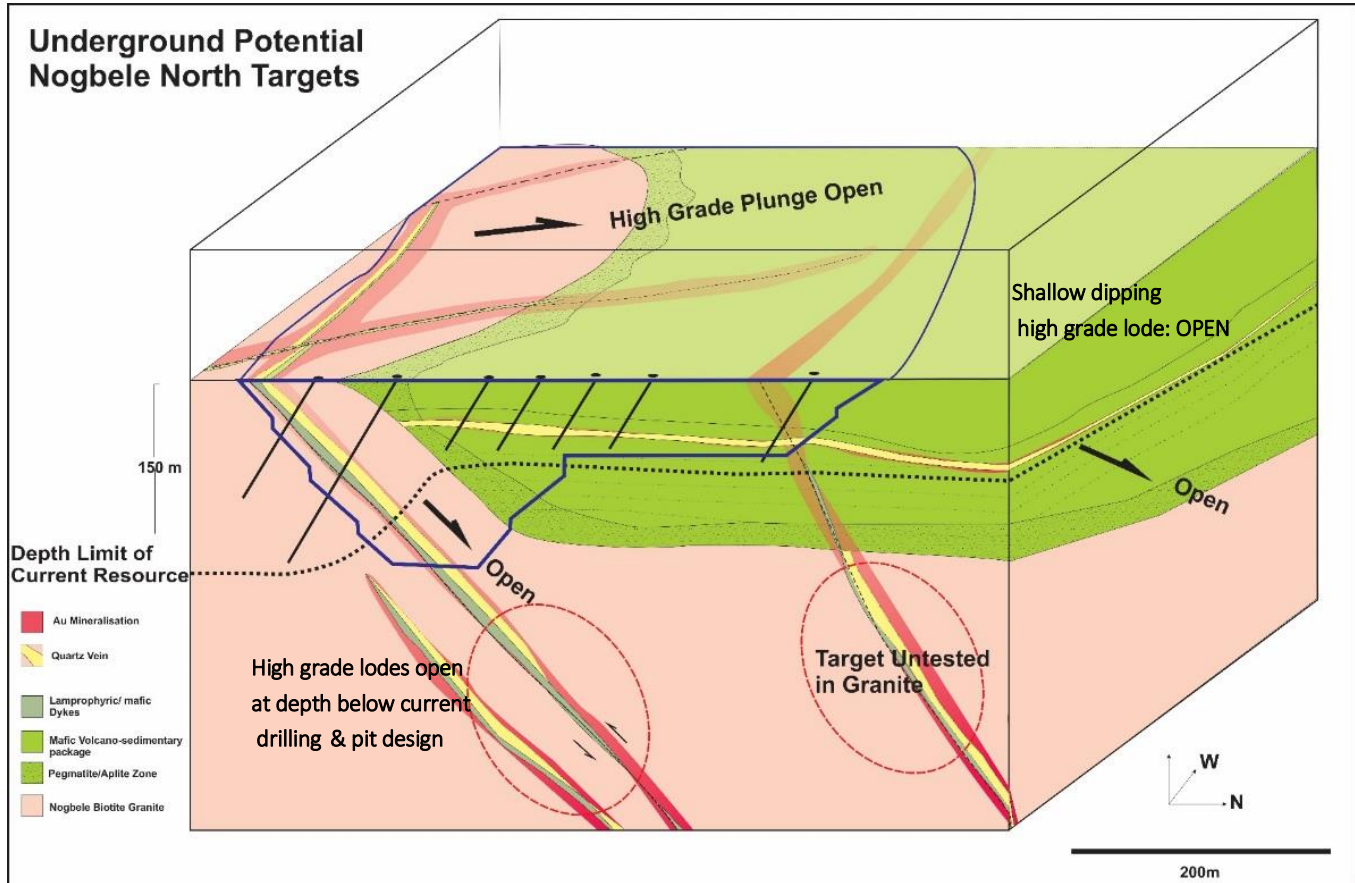 Underground Potential
Nogbele North Targets
High Grade Plunge Open
Shallow dipping
high grade lode: OPEN
150 m
Open
Open
Depth Limit of
Current Resource
Au Mineralisation
Quartz Vein
Lamprophyric/ mafic
Dykes
Mafic Volcano-sedimentary
package
Pegmatite/Aplite Zone
Nogbele Biotite Granite
High grade lodes open
at depth below current
drilling & pit design
Target Untested
in Granite
W
N
200m